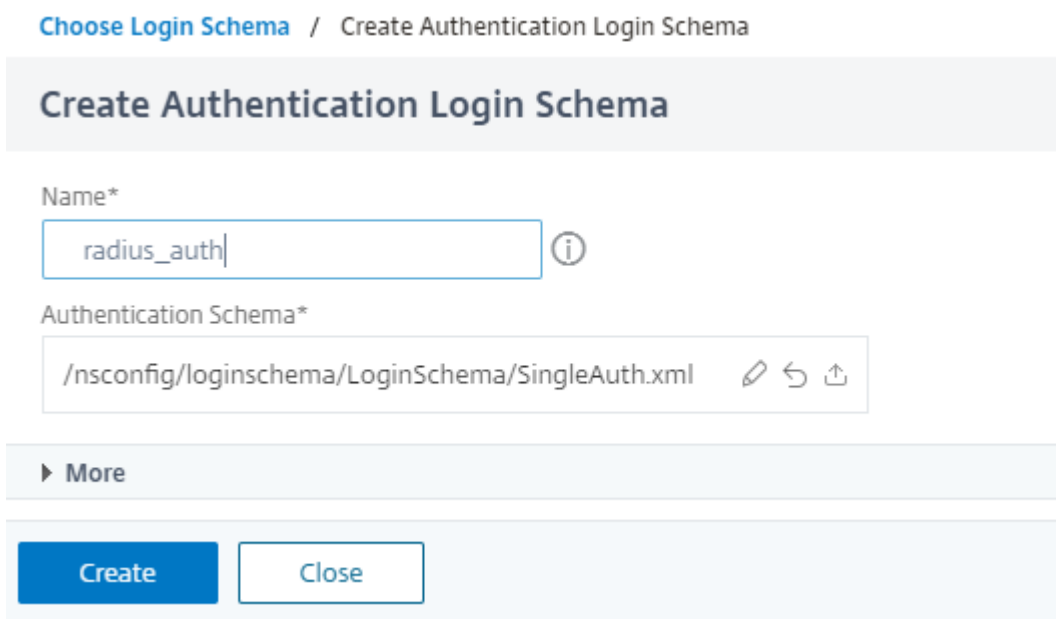 Choose Login Schema / Create Authentication Login Schema
Create Authentication Login Schema
Name*
radius_auth
Authentication Schema*
/nsconfig/loginschema/LoginSchema/SingleAuth.xml
More
Create Close